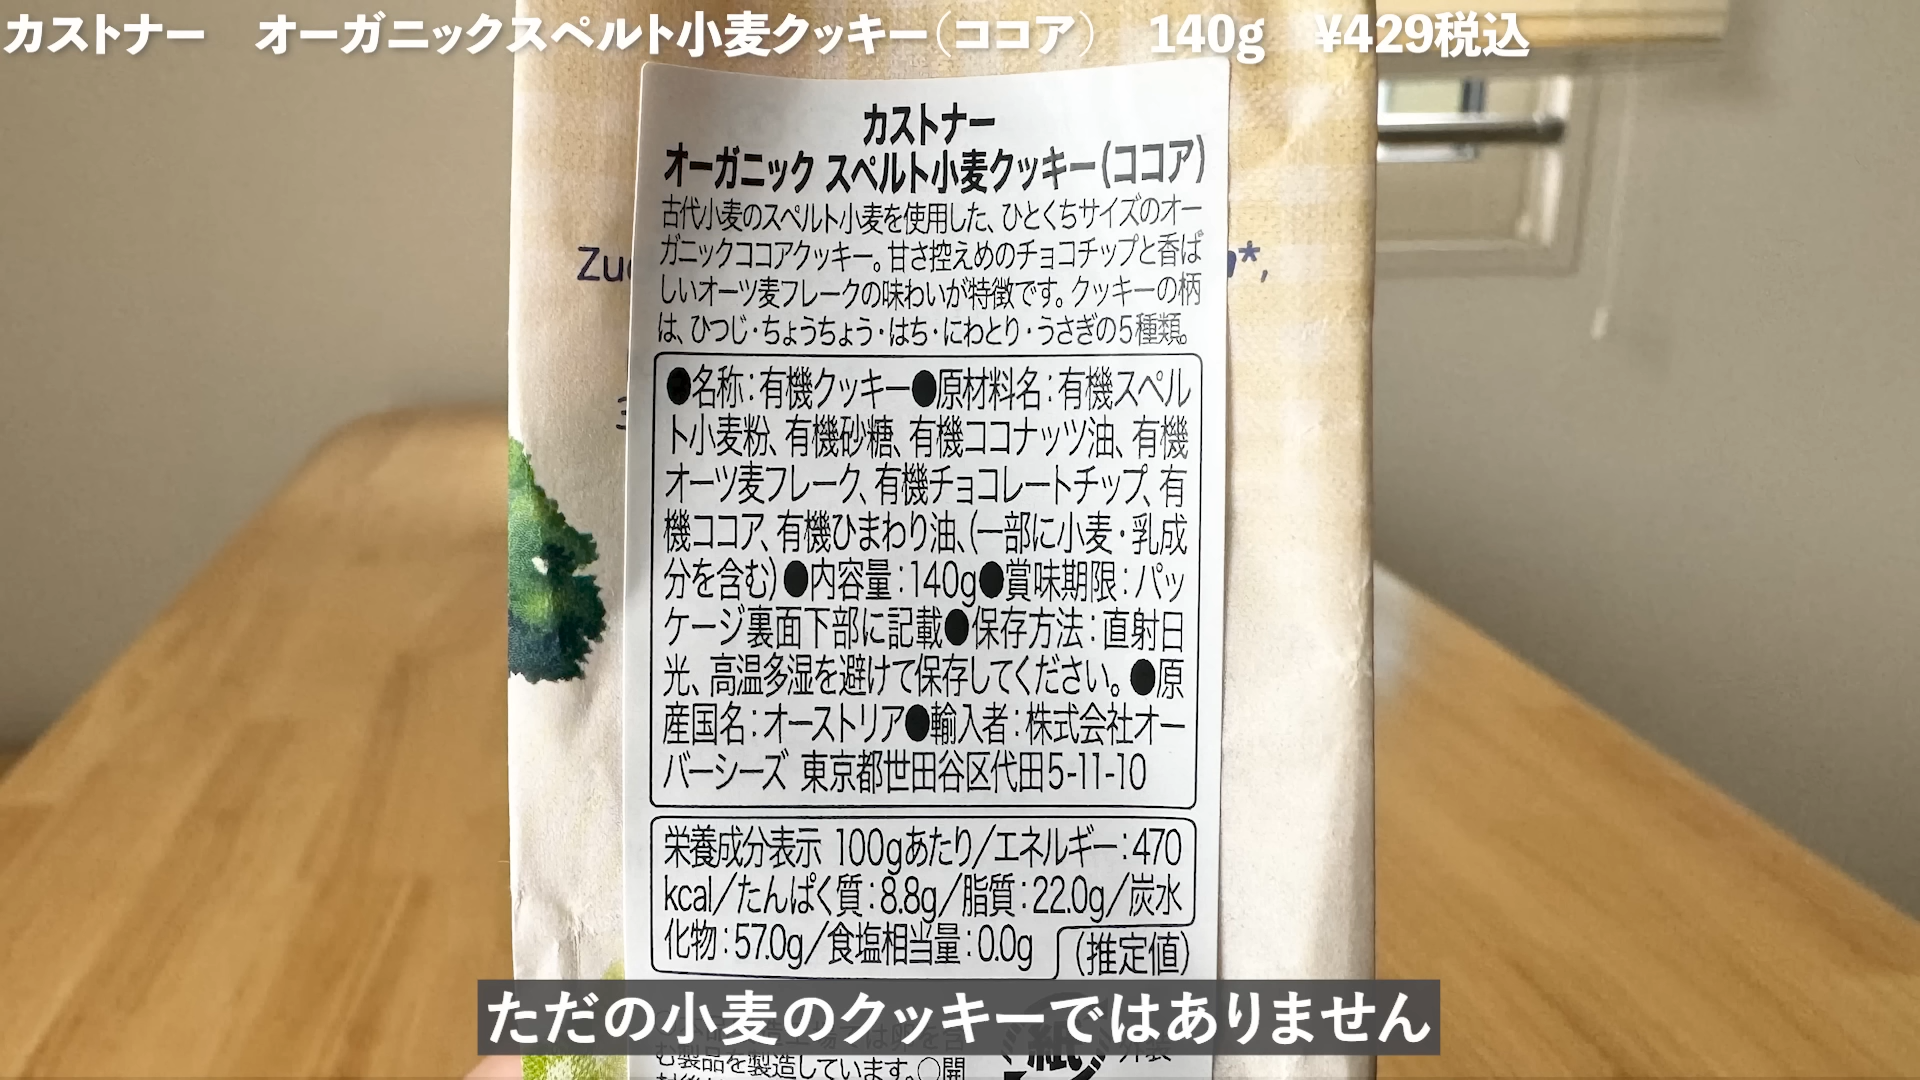 カストナー　オーガニックスペルト小麦クッキー（ココア）　140g　¥429税込
カストナー
オーガニック スペルト小麦クッキー(ココア)
古代小麦のスペルト小麦を使用した、ひとくちサイズのオー
ガニックココアクッキー。甘さ控えめのチョコチップと香ば
しいオーツ麦フレークの味わいが特徴です。クッキーの柄
は、ひつじ・ちょうちょう・はち・にわとり・うさぎの5種類。
●名称:有機クッキー●原材料名:有機スペル
ト小麦粉、有機砂糖、有機ココナッツ油、有機
オーツ麦フレーク、有機チョコレートチップ、有
機ココア、有機ひまわり油、(一部に小麦・乳成
分を含む)●内容量:140g●賞味期限:パッ
ケージ裏面下部に記載●保存方法:直射日
光、高温多湿を避けて保存してください。●原
産国名:オーストリア●輸入者:株式会社オー
バーシーズ 東京都世田谷区代田5-11-10
栄養成分表示 100gあたり/エネルギー:470
kcal/たんぱく質:8.8g/脂質:22.0g/炭水
化物:57.0g/食塩相当量:0.0g (推定値)
ただの小麦のクッキーではありません
む製品を製造しています。○開